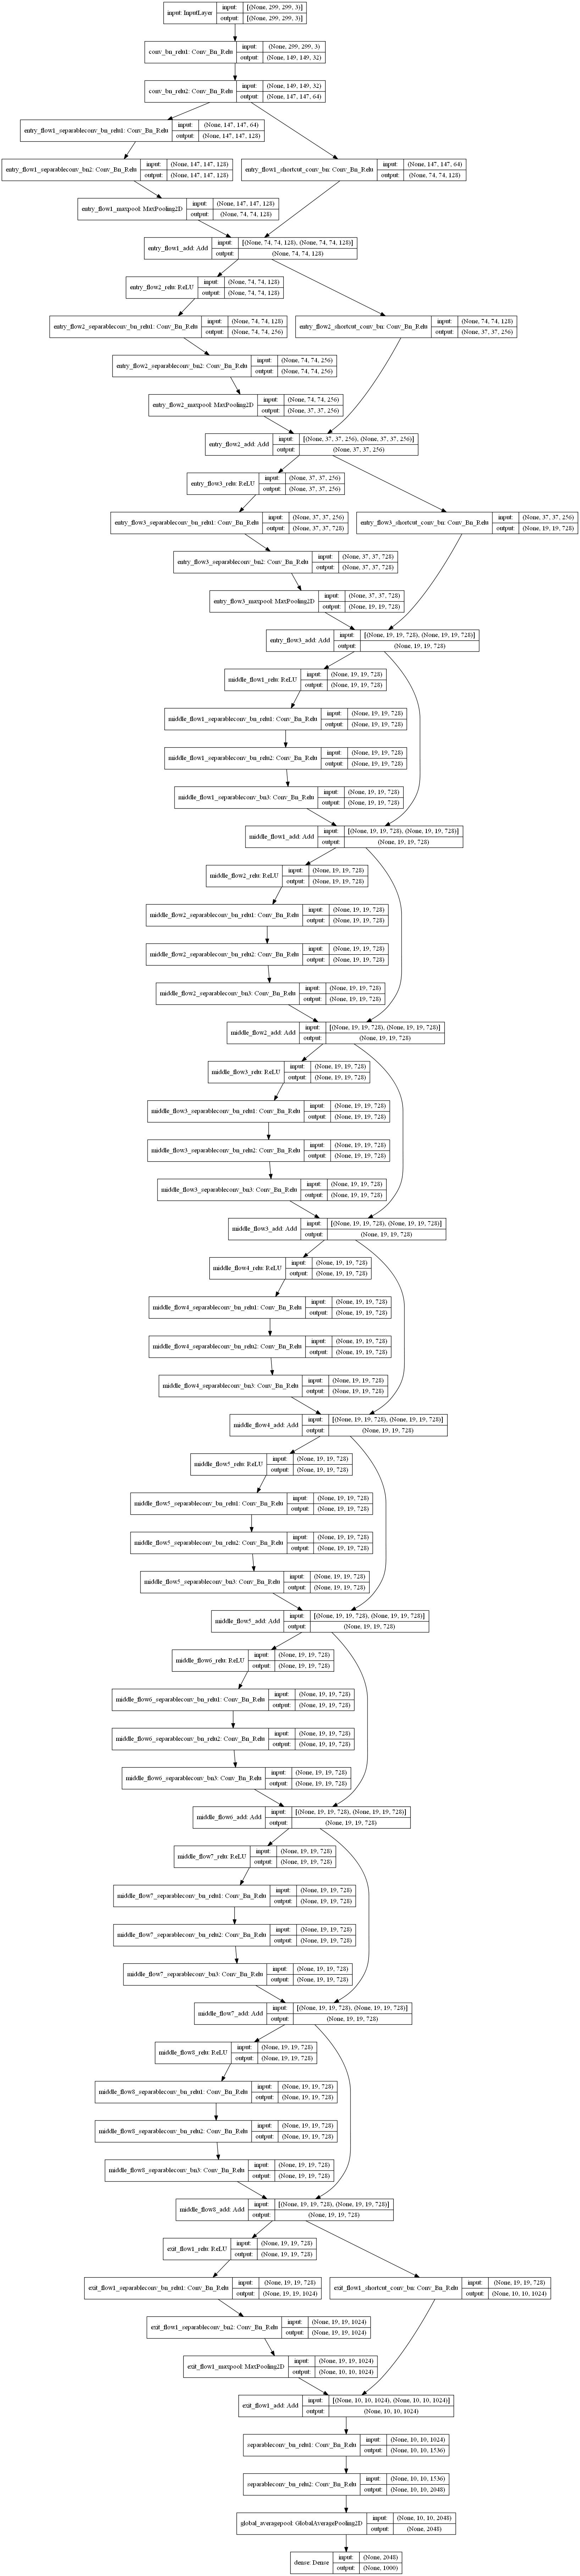 input: InputLayer
input: [(None, 299, 299, 3)]
output: [(None, 299, 299, 3)]
conv_bn_relu1: Conv_Bn_Relu
input: (None, 299, 299, 3)
output: (None, 149, 149, 32)
conv_bn_relu2: Conv_Bn_Relu
input: (None, 149, 149, 32)
output: (None, 147, 147, 64)
entry_flow1_separableconv_bn_relu1: Conv_Bn_Relu
input: (None, 147, 147, 64)
output: (None, 147, 147, 128)
entry_flow1_separableconv_bn2: Conv_Bn_Relu
input: (None, 147, 147, 128)
output: (None, 147, 147, 128)
entry_flow1_shortcut_conv_bn: Conv_Bn_Relu
input: (None, 147, 147, 64)
output: (None, 74, 74, 128)
entry_flow1_maxpool: MaxPooling2D
input: (None, 147, 147, 128)
output: (None, 74, 74, 128)
entry_flow1_add: Add
input: [(None, 74, 74, 128), (None, 74, 74, 128)]
output: (None, 74, 74, 128)
entry_flow2_relu: ReLU
input: (None, 74, 74, 128)
output: (None, 74, 74, 128)
entry_flow2_separableconv_bn_relu1: Conv_Bn_Relu
input: (None, 74, 74, 128)
output: (None, 74, 74, 256)
entry_flow2_shortcut_conv_bn: Conv_Bn_Relu
input: (None, 74, 74, 128)
output: (None, 37, 37, 256)
entry_flow2_separableconv_bn2: Conv_Bn_Relu
input: (None, 74, 74, 256)
output: (None, 74, 74, 256)
entry_flow2_maxpool: MaxPooling2D
input: (None, 74, 74, 256)
output: (None, 37, 37, 256)
entry_flow2_add: Add
input: [(None, 37, 37, 256), (None, 37, 37, 256)]
output: (None, 37, 37, 256)
entry_flow3_relu: ReLU
input: (None, 37, 37, 256)
output: (None, 37, 37, 256)
entry_flow3_separableconv_bn_relu1: Conv_Bn_Relu
input: (None, 37, 37, 256)
output: (None, 37, 37, 728)
entry_flow3_shortcut_conv_bn: Conv_Bn_Relu
input: (None, 37, 37, 256)
output: (None, 19, 19, 728)
entry_flow3_separableconv_bn2: Conv_Bn_Relu
input: (None, 37, 37, 728)
output: (None, 37, 37, 728)
entry_flow3_maxpool: MaxPooling2D
input: (None, 37, 37, 728)
output: (None, 19, 19, 728)
entry_flow3_add: Add
input: [(None, 19, 19, 728), (None, 19, 19, 728)]
output: (None, 19, 19, 728)
middle_flow1_relu: ReLU
input: (None, 19, 19, 728)
output: (None, 19, 19, 728)
middle_flow1_separableconv_bn_relu1: Conv_Bn_Relu
input: (None, 19, 19, 728)
output: (None, 19, 19, 728)
middle_flow1_separableconv_bn_relu2: Conv_Bn_Relu
input: (None, 19, 19, 728)
output: (None, 19, 19, 728)
middle_flow1_separableconv_bn3: Conv_Bn_Relu
input: (None, 19, 19, 728)
output: (None, 19, 19, 728)
middle_flow1_add: Add
input: [(None, 19, 19, 728), (None, 19, 19, 728)]
output: (None, 19, 19, 728)
middle_flow2_relu: ReLU
input: (None, 19, 19, 728)
output: (None, 19, 19, 728)
middle_flow2_separableconv_bn_relu1: Conv_Bn_Relu
input: (None, 19, 19, 728)
output: (None, 19, 19, 728)
middle_flow2_separableconv_bn_relu2: Conv_Bn_Relu
input: (None, 19, 19, 728)
output: (None, 19, 19, 728)
middle_flow2_separableconv_bn3: Conv_Bn_Relu
input: (None, 19, 19, 728)
output: (None, 19, 19, 728)
middle_flow2_add: Add
input: [(None, 19, 19, 728), (None, 19, 19, 728)]
output: (None, 19, 19, 728)
middle_flow3_relu: ReLU
input: (None, 19, 19, 728)
output: (None, 19, 19, 728)
middle_flow3_separableconv_bn_relu1: Conv_Bn_Relu
input: (None, 19, 19, 728)
output: (None, 19, 19, 728)
middle_flow3_separableconv_bn_relu2: Conv_Bn_Relu
input: (None, 19, 19, 728)
output: (None, 19, 19, 728)
middle_flow3_separableconv_bn3: Conv_Bn_Relu
input: (None, 19, 19, 728)
output: (None, 19, 19, 728)
middle_flow3_add: Add
input: [(None, 19, 19, 728), (None, 19, 19, 728)]
output: (None, 19, 19, 728)
middle_flow4_relu: ReLU
input: (None, 19, 19, 728)
output: (None, 19, 19, 728)
middle_flow4_separableconv_bn_relu1: Conv_Bn_Relu
input: (None, 19, 19, 728)
output: (None, 19, 19, 728)
middle_flow4_separableconv_bn_relu2: Conv_Bn_Relu
input: (None, 19, 19, 728)
output: (None, 19, 19, 728)
middle_flow4_separableconv_bn3: Conv_Bn_Relu
input: (None, 19, 19, 728)
output: (None, 19, 19, 728)
middle_flow4_add: Add
input: [(None, 19, 19, 728), (None, 19, 19, 728)]
output: (None, 19, 19, 728)
middle_flow5_relu: ReLU
input: (None, 19, 19, 728)
output: (None, 19, 19, 728)
middle_flow5_separableconv_bn_relu1: Conv_Bn_Relu
input: (None, 19, 19, 728)
output: (None, 19, 19, 728)
middle_flow5_separableconv_bn_relu2: Conv_Bn_Relu
input: (None, 19, 19, 728)
output: (None, 19, 19, 728)
middle_flow5_separableconv_bn3: Conv_Bn_Relu
input: (None, 19, 19, 728)
output: (None, 19, 19, 728)
middle_flow5_add: Add
input: [(None, 19, 19, 728), (None, 19, 19, 728)]
output: (None, 19, 19, 728)
middle_flow6_relu: ReLU
input: (None, 19, 19, 728)
output: (None, 19, 19, 728)
middle_flow6_separableconv_bn_relu1: Conv_Bn_Relu
input: (None, 19, 19, 728)
output: (None, 19, 19, 728)
middle_flow6_separableconv_bn_relu2: Conv_Bn_Relu
input: (None, 19, 19, 728)
output: (None, 19, 19, 728)
middle_flow6_separableconv_bn3: Conv_Bn_Relu
input: (None, 19, 19, 728)
output: (None, 19, 19, 728)
middle_flow6_add: Add
input: [(None, 19, 19, 728), (None, 19, 19, 728)]
output: (None, 19, 19, 728)
middle_flow7_relu: ReLU
input: (None, 19, 19, 728)
output: (None, 19, 19, 728)
middle_flow7_separableconv_bn_relu1: Conv_Bn_Relu
input: (None, 19, 19, 728)
output: (None, 19, 19, 728)
middle_flow7_separableconv_bn_relu2: Conv_Bn_Relu
input: (None, 19, 19, 728)
output: (None, 19, 19, 728)
middle_flow7_separableconv_bn3: Conv_Bn_Relu
input: (None, 19, 19, 728)
output: (None, 19, 19, 728)
middle_flow7_add: Add
input: [(None, 19, 19, 728), (None, 19, 19, 728)]
output: (None, 19, 19, 728)
middle_flow8_relu: ReLU
input: (None, 19, 19, 728)
output: (None, 19, 19, 728)
middle_flow8_separableconv_bn_relu1: Conv_Bn_Relu
input: (None, 19, 19, 728)
output: (None, 19, 19, 728)
middle_flow8_separableconv_bn_relu2: Conv_Bn_Relu
input: (None, 19, 19, 728)
output: (None, 19, 19, 728)
middle_flow8_separableconv_bn3: Conv_Bn_Relu
input: (None, 19, 19, 728)
output: (None, 19, 19, 728)
middle_flow8_add: Add
input: [(None, 19, 19, 728), (None, 19, 19, 728)]
output: (None, 19, 19, 728)
exit_flow1_relu: ReLU
input: (None, 19, 19, 728)
output: (None, 19, 19, 728)
exit_flow1_separableconv_bn_relu1: Conv_Bn_Relu
input: (None, 19, 19, 728)
output: (None, 19, 19, 1024)
exit_flow1_shortcut_conv_bn: Conv_Bn_Relu
input: (None, 19, 19, 728)
output: (None, 10, 10, 1024)
exit_flow1_separableconv_bn2: Conv_Bn_Relu
input: (None, 19, 19, 1024)
output: (None, 19, 19, 1024)
exit_flow1_maxpool: MaxPooling2D
input: (None, 19, 19, 1024)
output: (None, 10, 10, 1024)
exit_flow1_add: Add
input: [(None, 10, 10, 1024), (None, 10, 10, 1024)]
output: (None, 10, 10, 1024)
separableconv_bn_relu1: Conv_Bn_Relu
input: (None, 10, 10, 1024)
output: (None, 10, 10, 1536)
separableconv_bn_relu2: Conv_Bn_Relu
input: (None, 10, 10, 1536)
output: (None, 10, 10, 2048)
global_averagepool: GlobalAveragePooling2D
input: (None, 10, 10, 2048)
output: (None, 2048)
dense: Dense
input: (None, 2048)
output: (None, 1000)